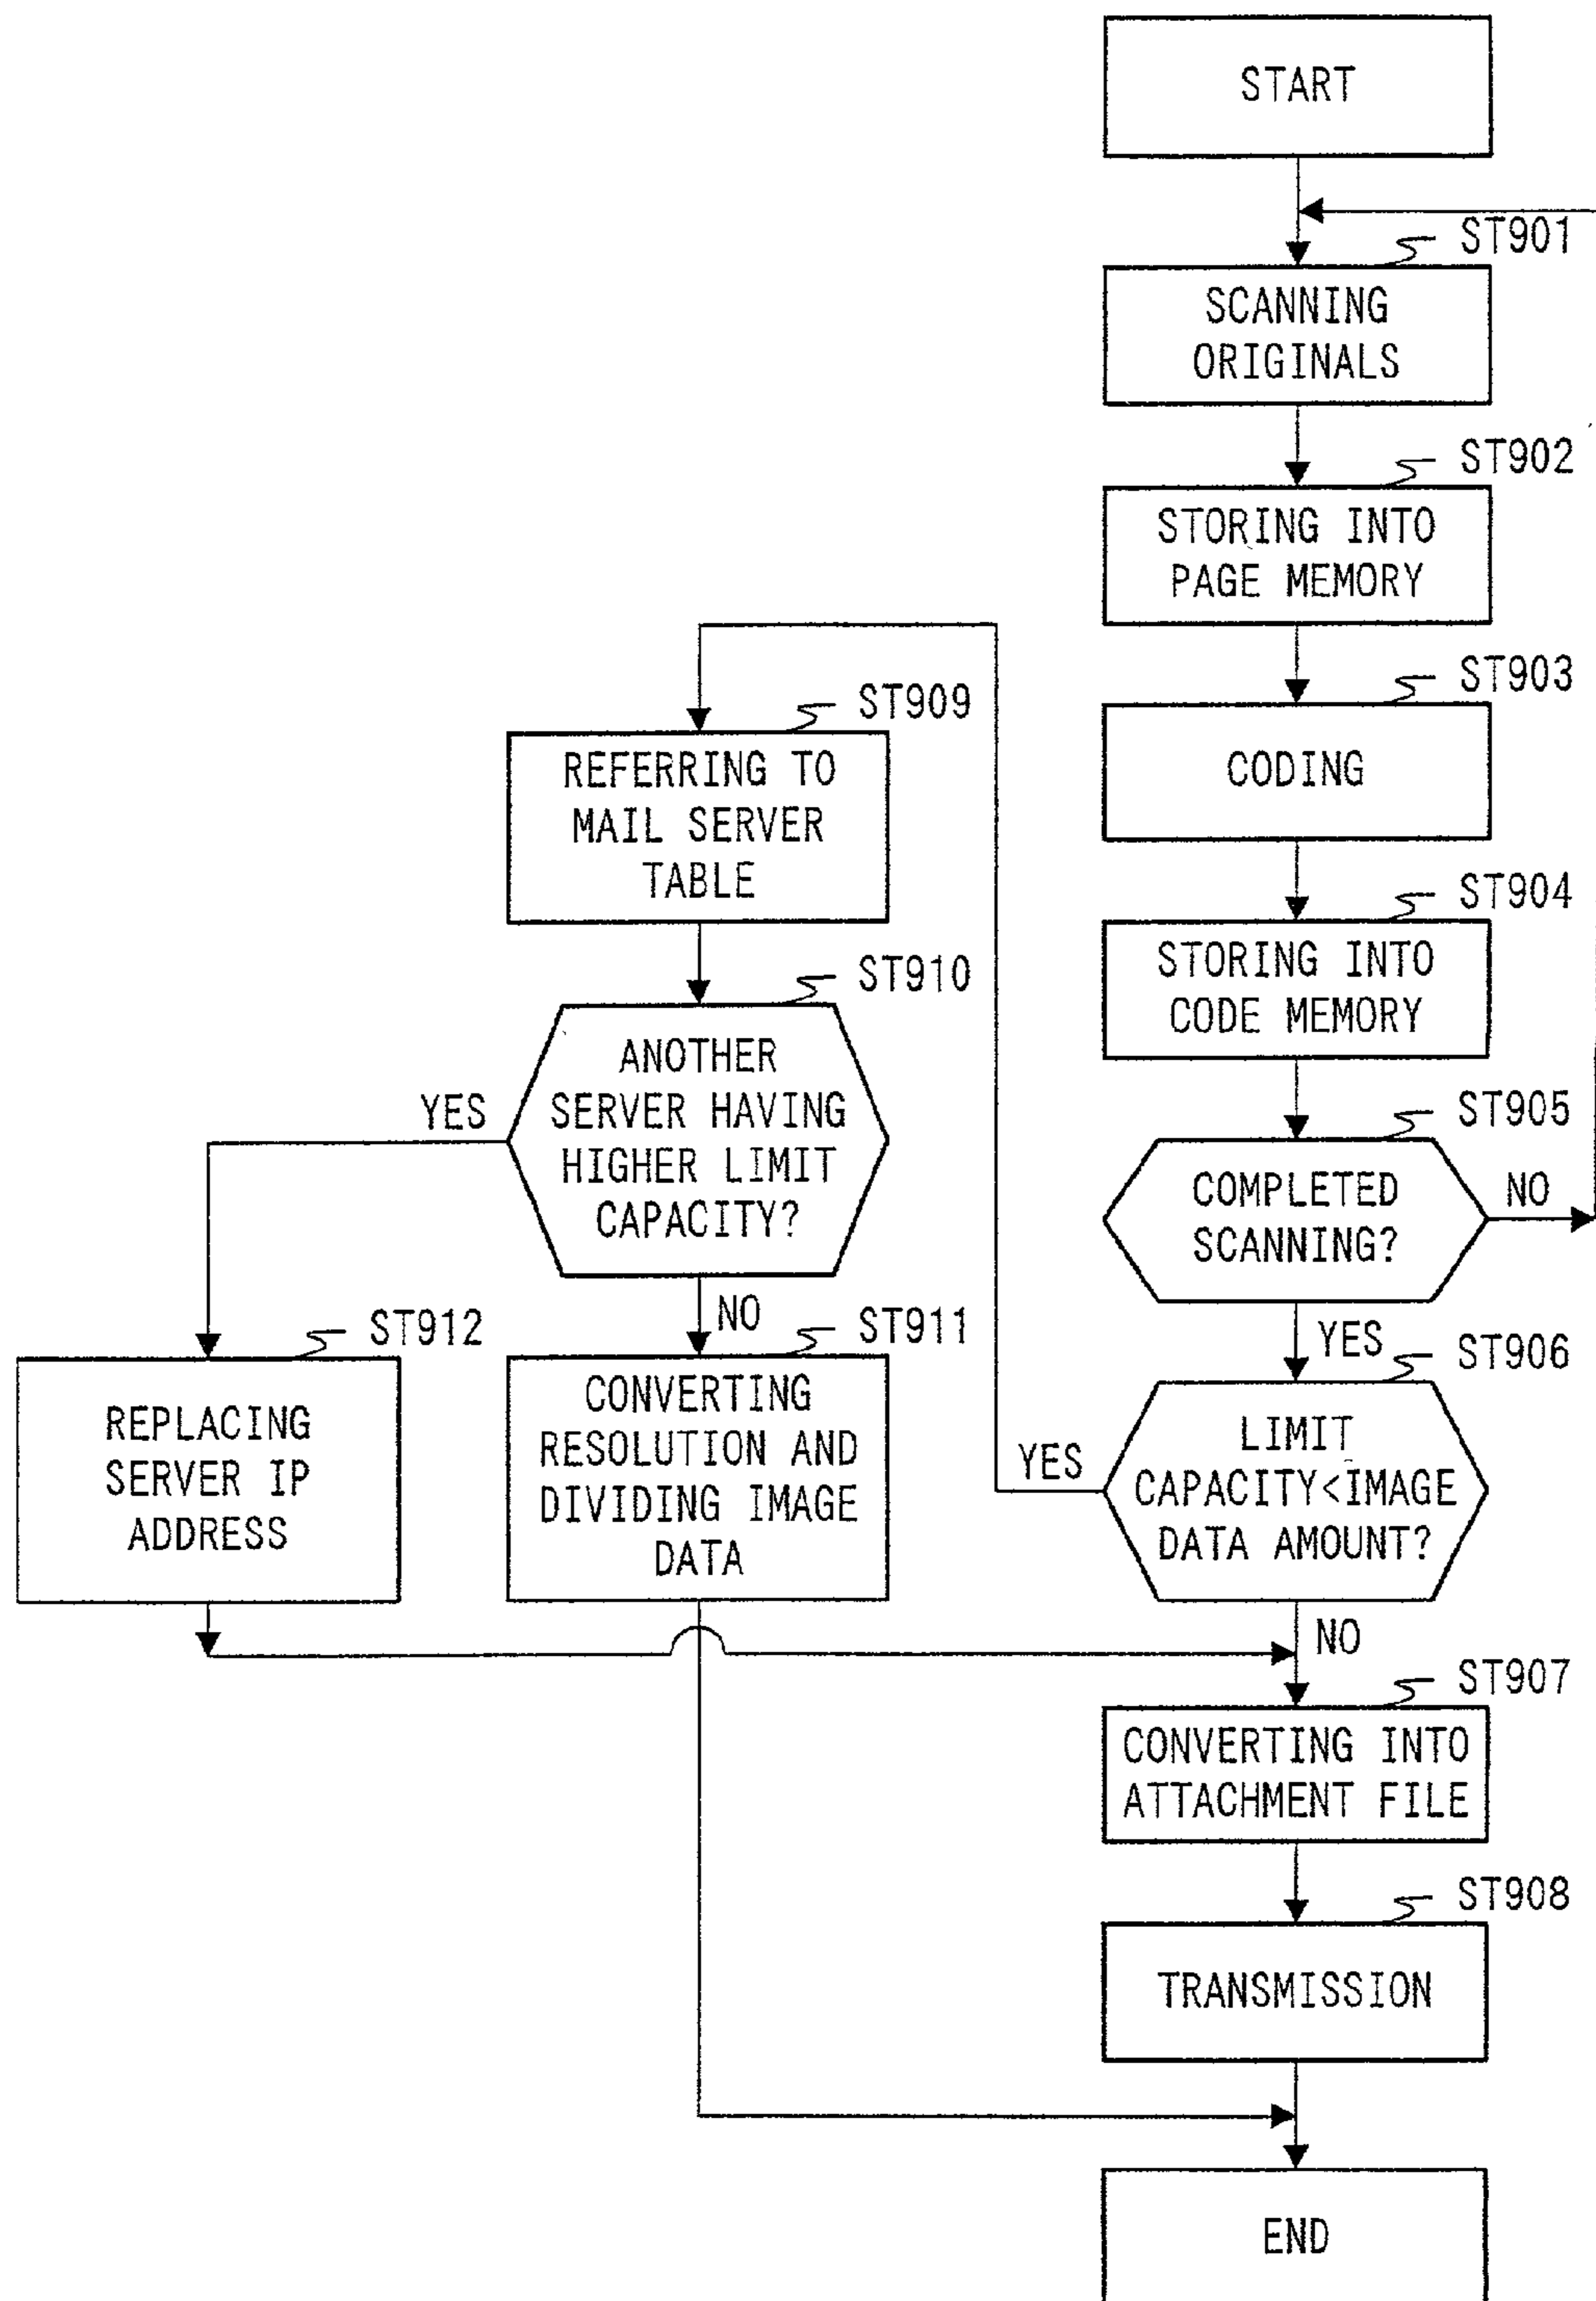 START
ST901
SCANNING
ORIGINALS
ST902
STORING INTO
PAGE MEMORY
ST903
CODING
ST904
STORING INTO
CODE MEMORY
ST905
COMPLETED
SCANNING?
NO
YES
ST906
LIMIT
CAPACITY<IMAGE
DATA AMOUNT?
YES
NO
ST907
CONVERTING INTO
ATTACHMENT FILE
ST908
TRANSMISSION
END
ST909
REFERRING TO
MAIL SERVER
TABLE
ST910
ANOTHER
SERVER HAVING
HIGHER LIMIT
CAPACITY?
YES
NO
ST911
CONVERTING
RESOLUTION AND
DIVIDING IMAGE
DATA
ST912
REPLACING
SERVER IP
ADDRESS